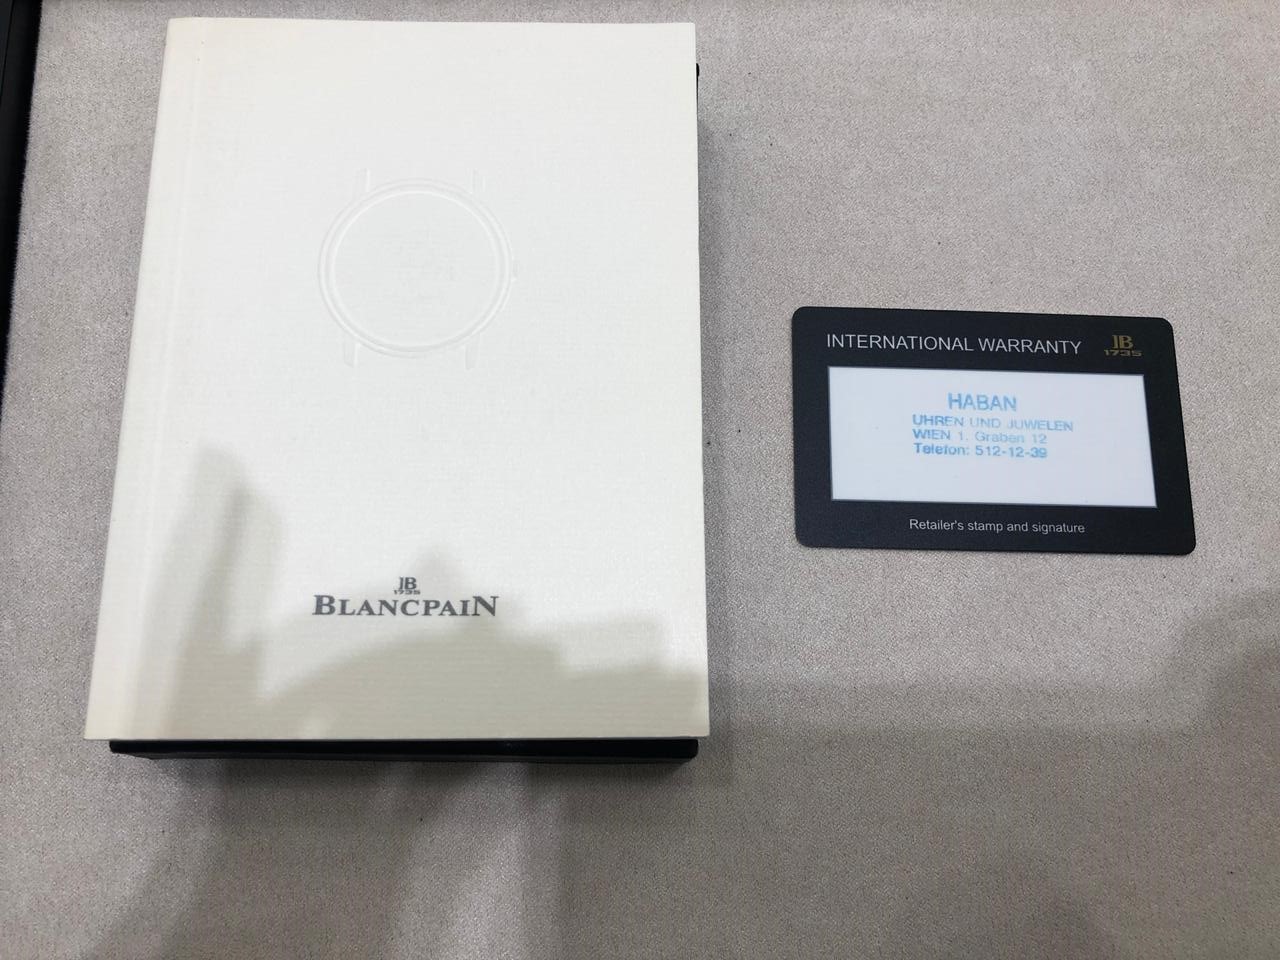 JB
1735
BLANCPAIN
INTERNATIONAL WARRANTY
JB
1735
HABAN
UHREN UND JUWELEN
WIEN 1, Graben 12
Telefon: 512-12-39
Retailer's stamp and signature